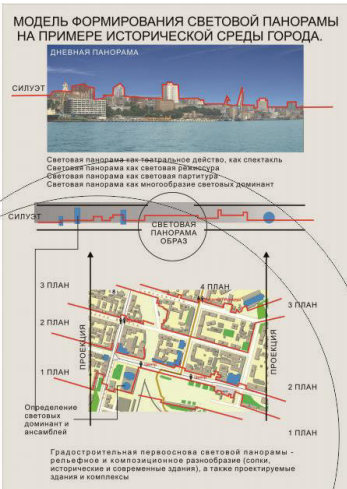 МОДЕЛЬ ФОРМИРОВАНИЯ СВЕТОВОЙ ПАНОРАМЫ
НА ПРИМЕРЕ ИСТОРИЧЕСКОЙ СРЕДЫ ГОРОДА.
ДНЕВНАЯ ПАНОРАМА
СИЛУЭТ
Световая панорама как театральное действо, как спектакль
Световая панорама как световая режиссура
Световая панорама как световая партитура
Световая панорама как многообразие световых доминант
СИЛУЭТ
СВЕТОВАЯ
ПАНОРАМА
ОБРАЗ
3 ПЛАН
4 ПЛАН
3 ПЛАН
2 ПЛАН
ПРОЕКЦИЯ
ПРОЕКЦИЯ
1 ПЛАН
2 ПЛАН
Определение
световых
доминант и
ансамблей
1 ПЛАН
Градостроительная первооснова световой панорамы -
рельефное и композиционное разнообразие (сопки,
исторические и современные здания), а также проектируемые
здания и комплексы